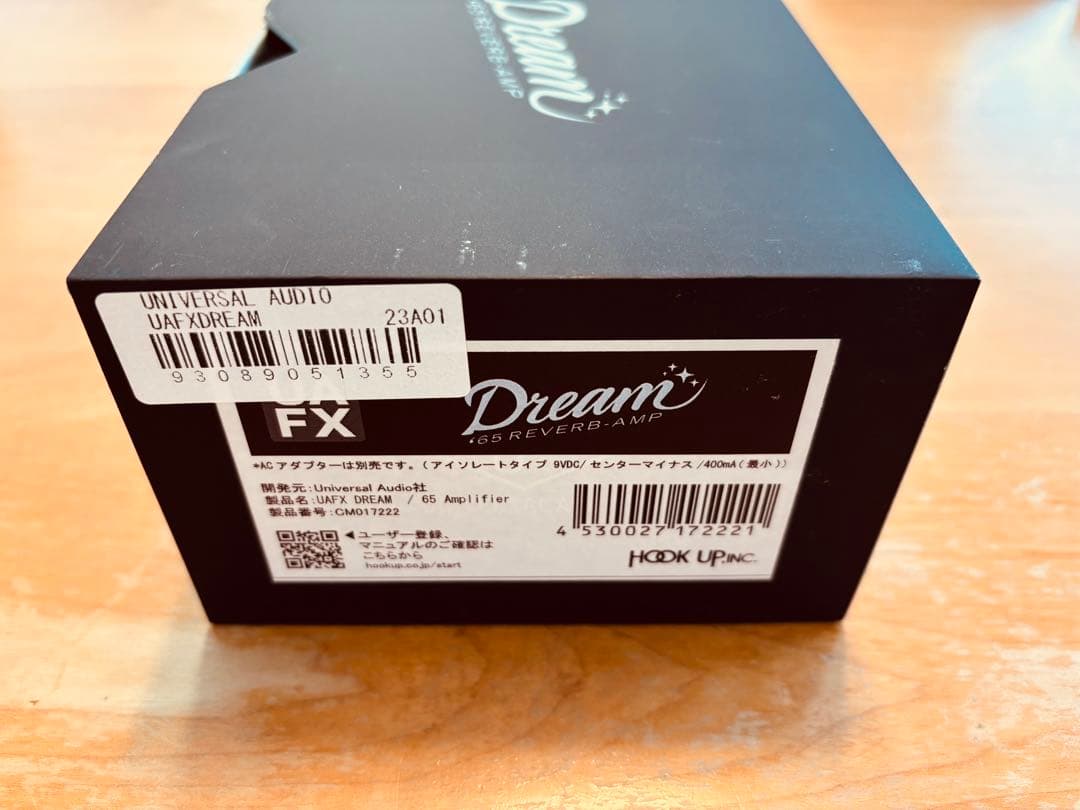 Dream
'65 REVERB-AMP
UNIVERSAL AUDIO
UAFXDREAM 23A01
93089051355
UA
FX
Dream
'65 REVERB-AMP
*ACアダプターは別売です。(アイソレートタイプ 9VDC/センターマイナス/400mA(最小))
開発元:Universal Audio社
製品名:UAFX DREAM / 65 Amplifier
製品番号:CM017222
4 530027 172221
◀ユーザー登録、
マニュアルのご確認は
こちらから
hookup.co.jp/start
HOOK UP,INC.